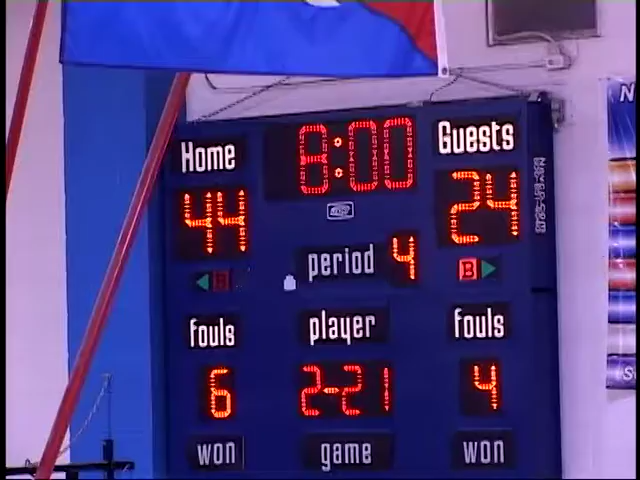 Home 8:00 Guests
44 24
period 4
B B
fouls player fouls
6 2-21 4
won game won